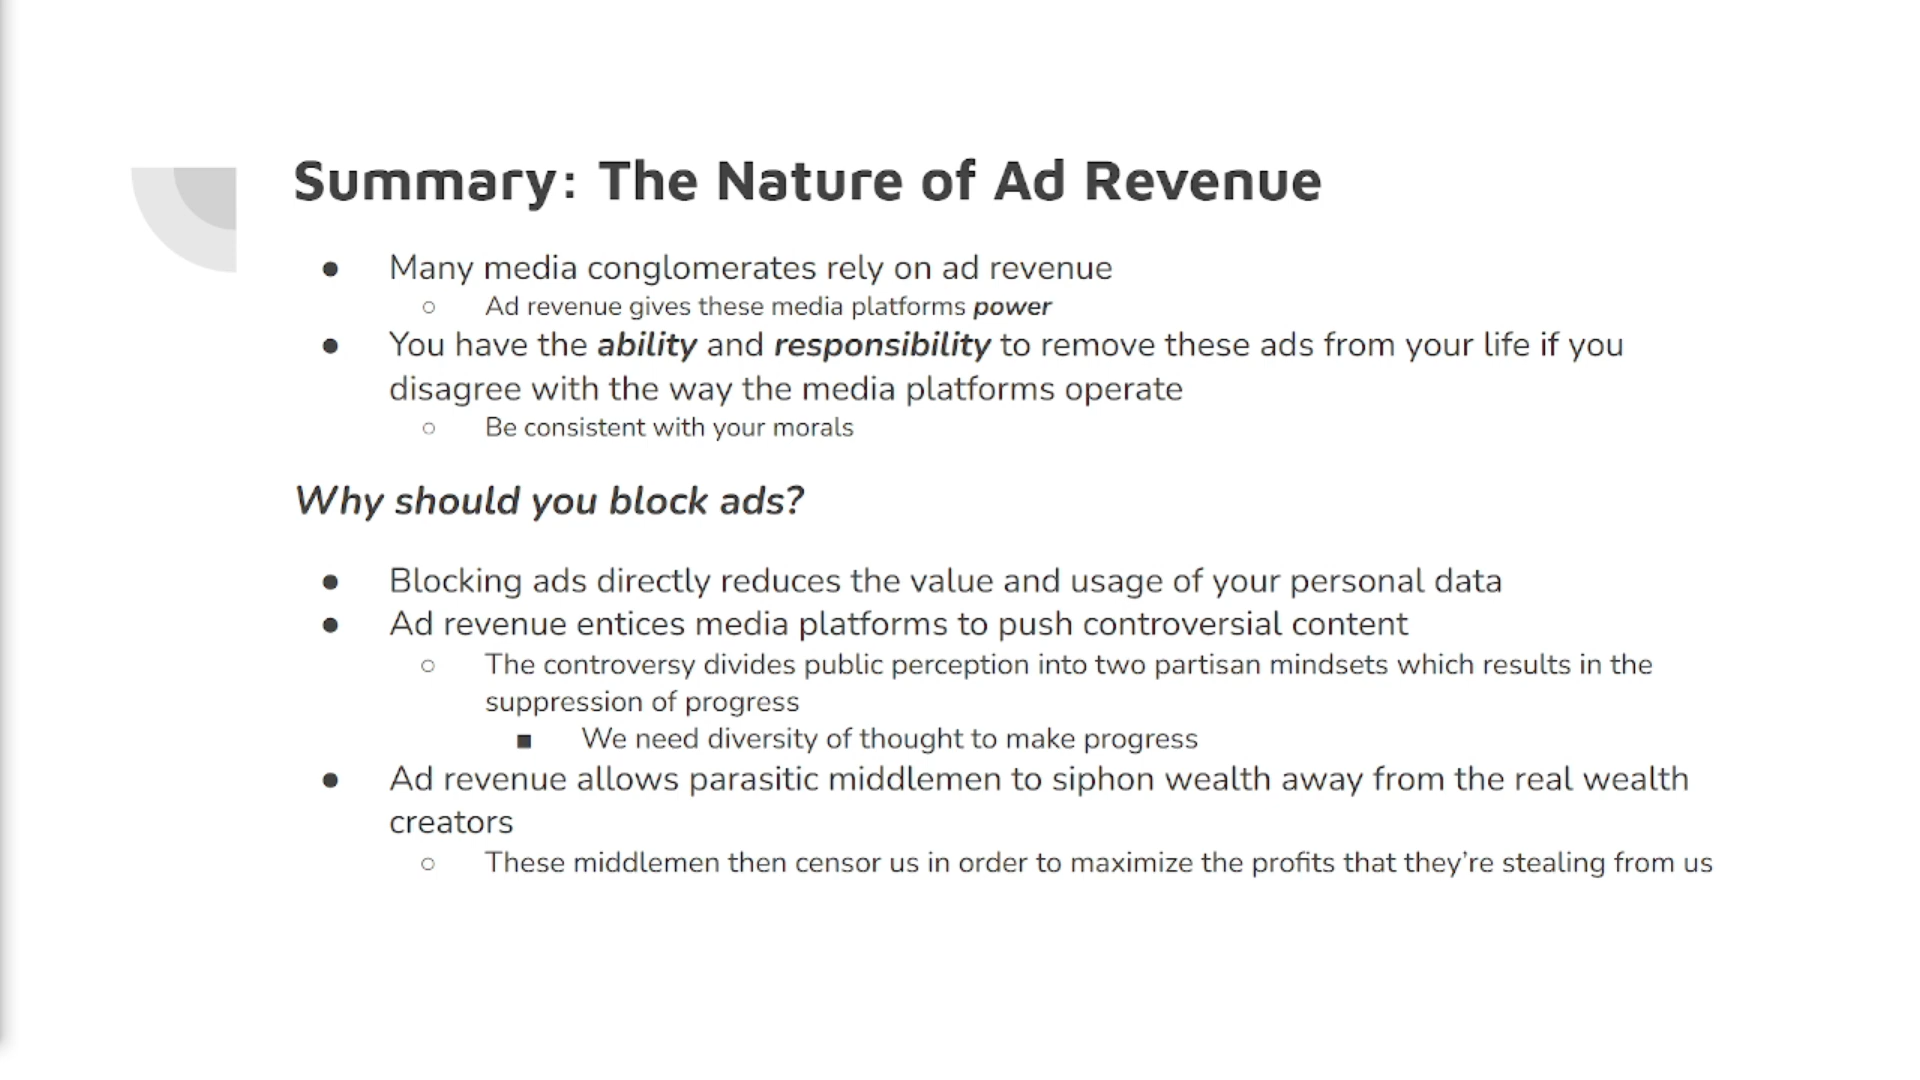 Summary: The Nature of Ad Revenue
● Many media conglomerates rely on ad revenue
○ Ad revenue gives these media platforms power
● You have the ability and responsibility to remove these ads from your life if you
disagree with the way the media platforms operate
○ Be consistent with your morals
Why should you block ads?
● Blocking ads directly reduces the value and usage of your personal data
● Ad revenue entices media platforms to push controversial content
○ The controversy divides public perception into two partisan mindsets which results in the
suppression of progress
■ We need diversity of thought to make progress
● Ad revenue allows parasitic middlemen to siphon wealth away from the real wealth
creators
○ These middlemen then censor us in order to maximize the profits that they’re stealing from us